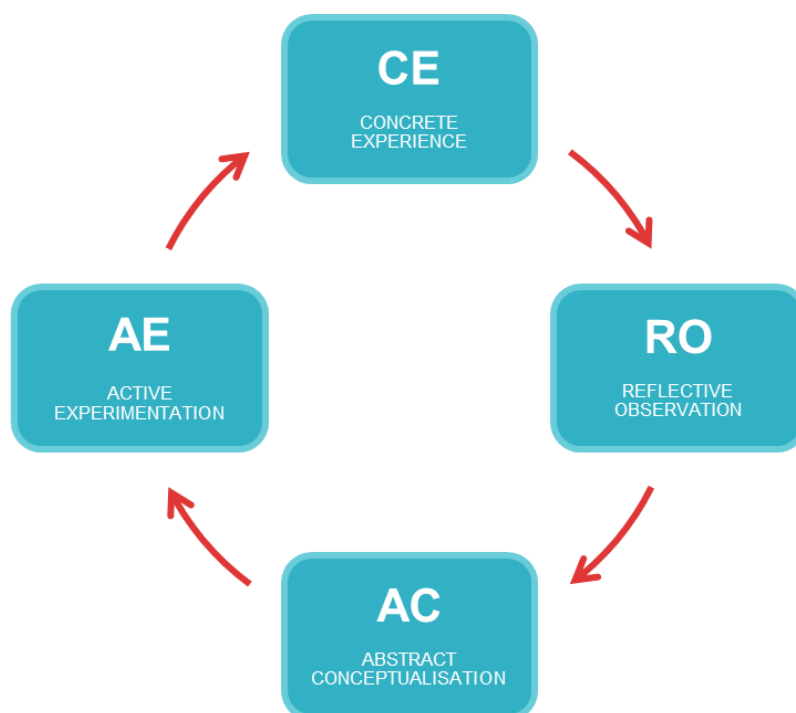 CE
CONCRETE
EXPERIENCE
AE
ACTIVE
EXPERIMENTATION
RO
REFLECTIVE
OBSERVATION
AC
ABSTRACT
CONCEPTUALISATION